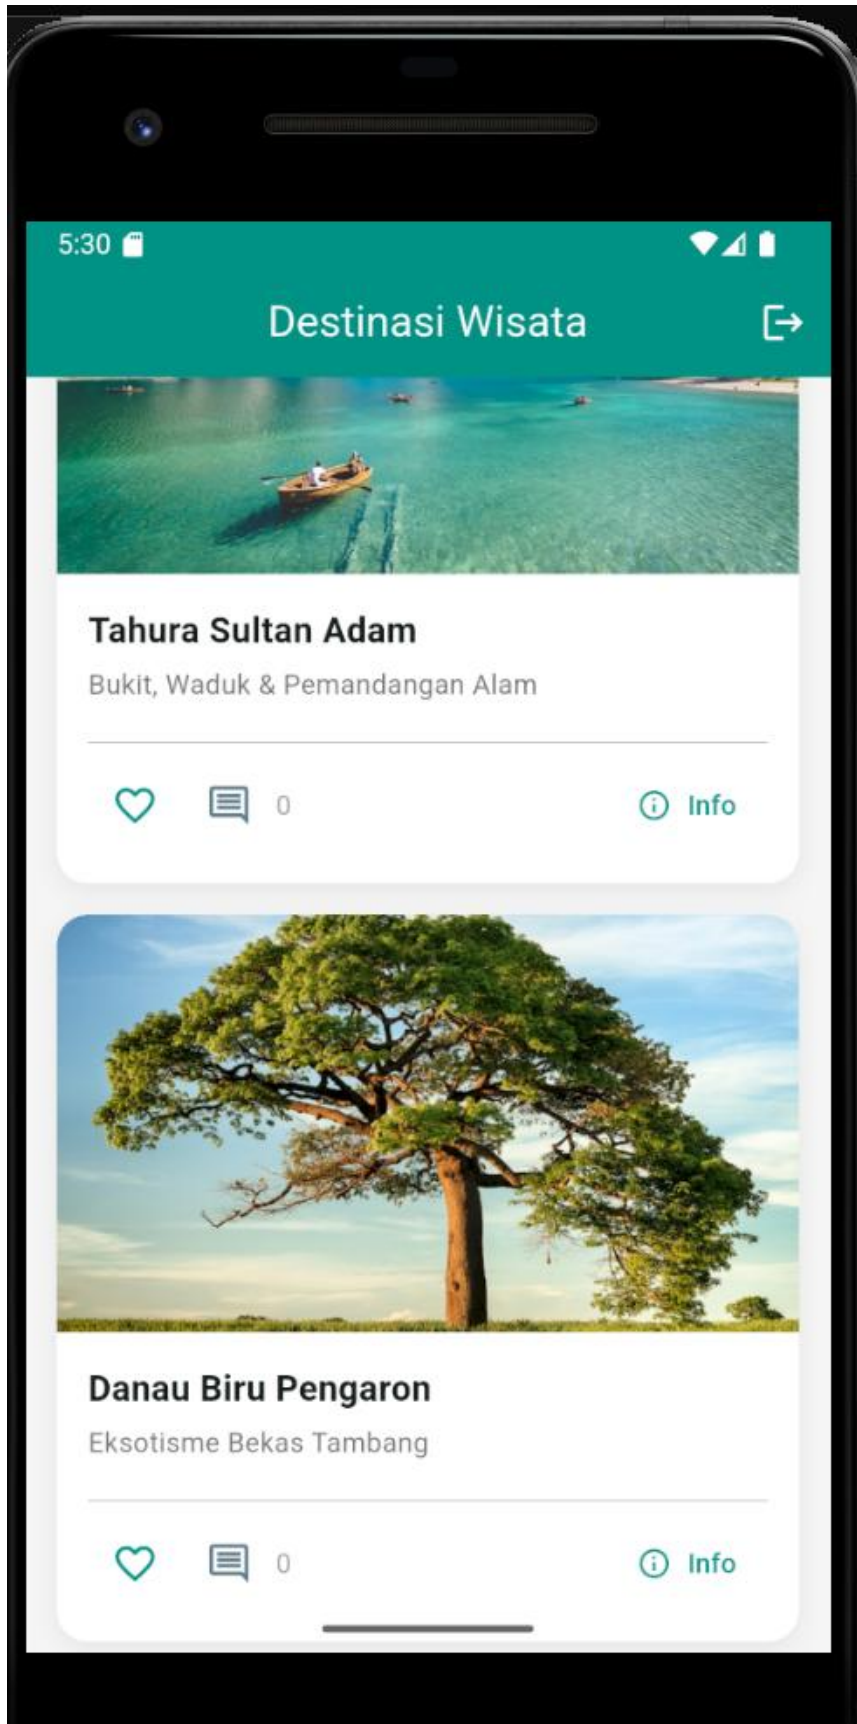 5:30
Destinasi Wisata
Tahura Sultan Adam
Bukit, Waduk & Pemandangan Alam
0 Info
Danau Biru Pengaron
Eksotisme Bekas Tambang
0 Info